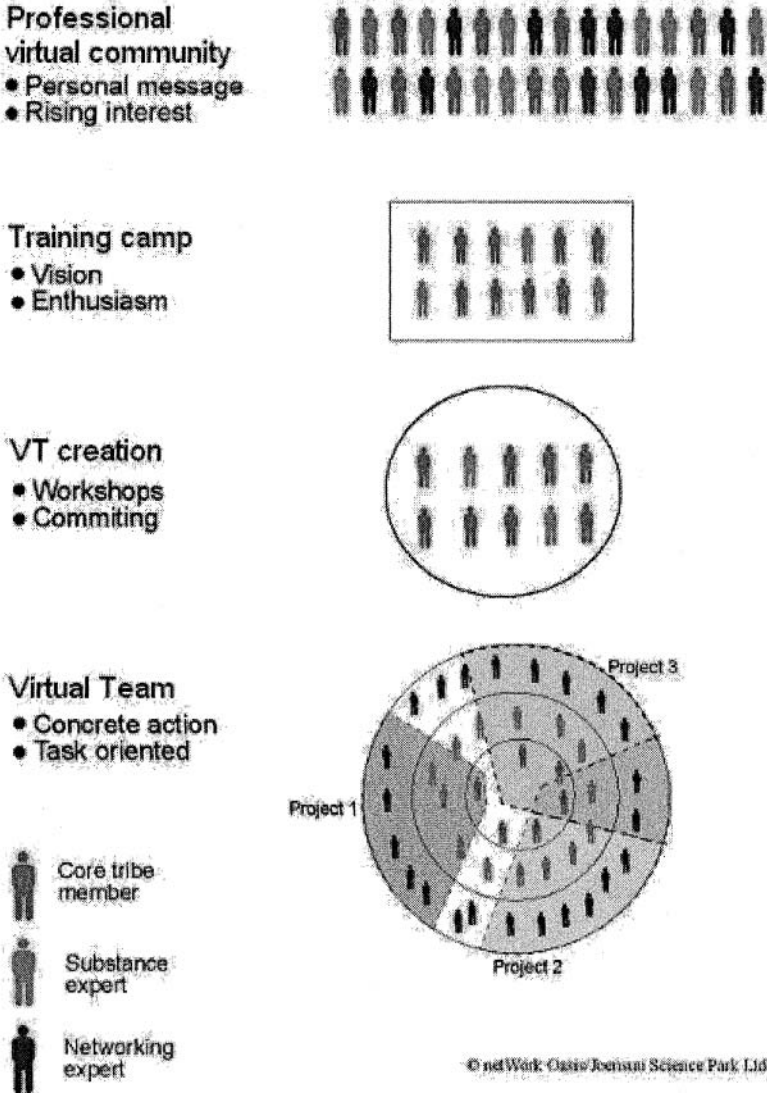 Professional
virtual community
• Personal message
• Rising interest
Training camp
• Vision
• Enthusiasm
VT creation
• Workshops
• Commiting
Virtual Team
• Concrete action
• Task oriented
Project 3
Project 1
Project 2
Core tribe
member
Substance
expert
Networking
expert
© netWork Oasis/Joensuu Science Park Ltd